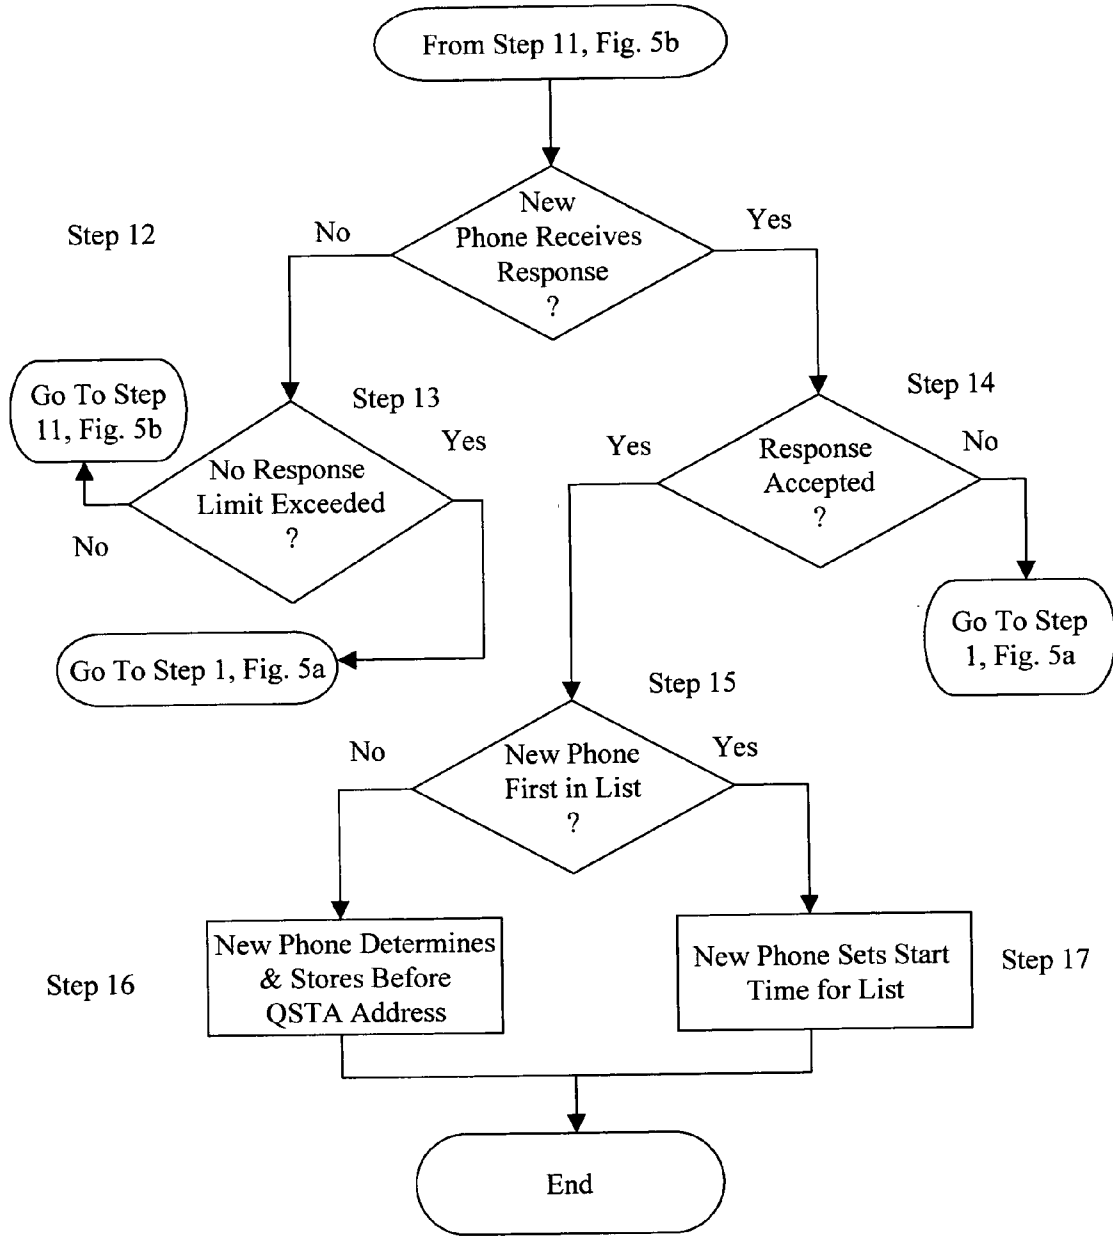 From Step 11, Fig. 5b
Step 12
No
New
Phone Receives
Response
?
Yes
Go To Step
11, Fig. 5b
Step 13
Yes
No Response
Limit Exceeded
?
No
Go To Step 1, Fig. 5a
Step 14
Yes
Response
Accepted
?
No
Go To Step
1, Fig. 5a
Step 15
No
New Phone
First in List
?
Yes
Step 16
New Phone Determines
& Stores Before
QSTA Address
New Phone Sets Start
Time for List
Step 17
End